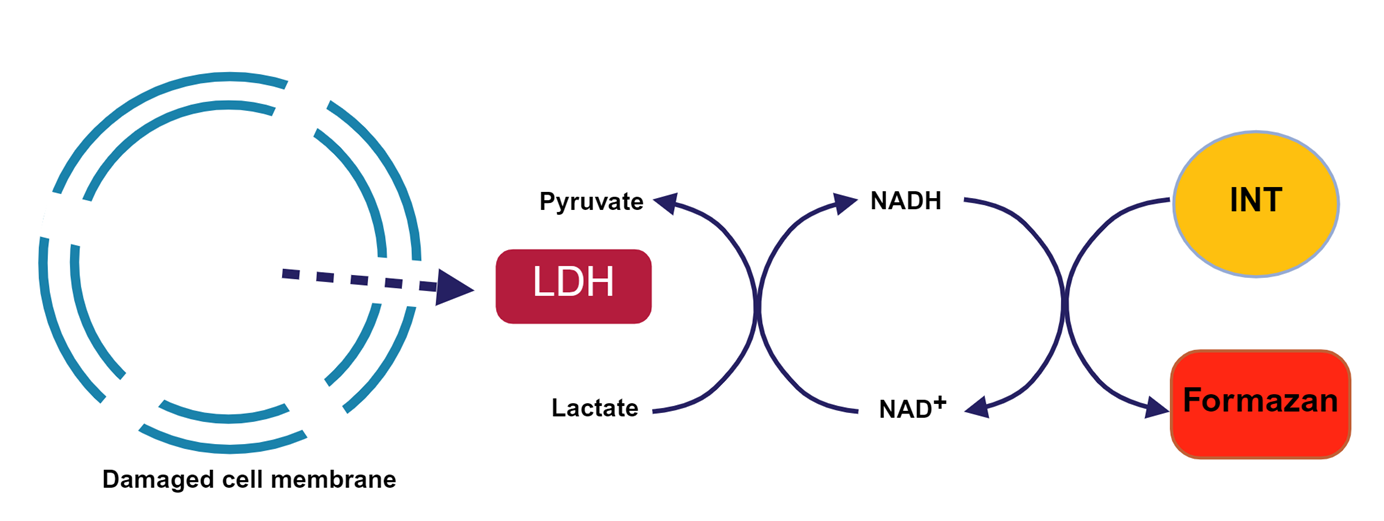 Pyruvate
NADH
INT
LDH
Lactate
NAD⁺
Formazan
Damaged cell membrane